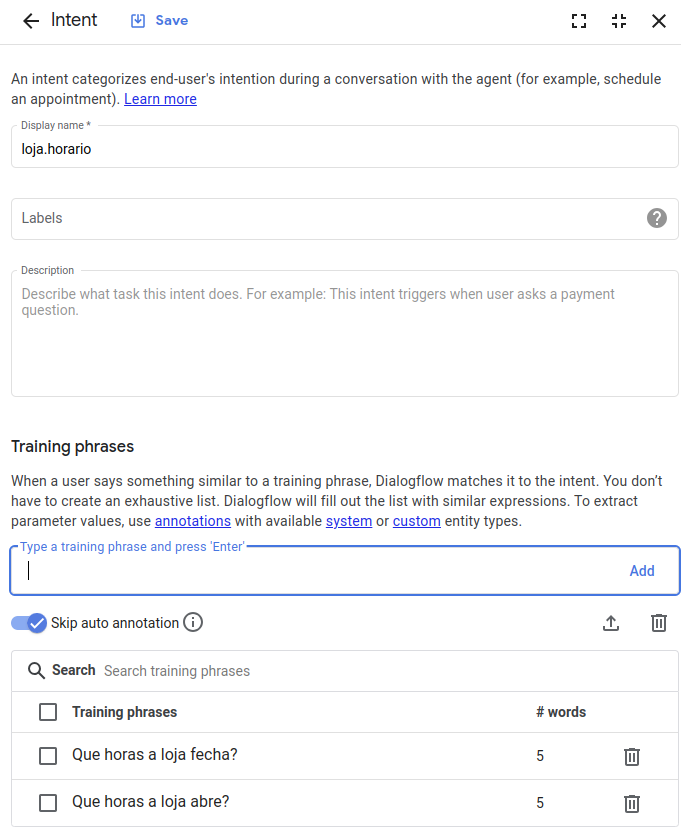 Intent
Save
An intent categorizes end-user's intention during a conversation with the agent (for example, schedule
an appointment). Learn more
Display name *
loja.horario
Labels
Description
Describe what task this intent does. For example: This intent triggers when user asks a payment
question.
Training phrases
When a user says something similar to a training phrase, Dialogflow matches it to the intent. You don't
have to create an exhaustive list. Dialogflow will fill out the list with similar expressions. To extract
parameter values, use annotations with available system or custom entity types.
Type a training phrase and press 'Enter'
Add
Skip auto annotation
Search Search training phrases
Training phrases # words
Que horas a loja fecha? 5
Que horas a loja abre? 5